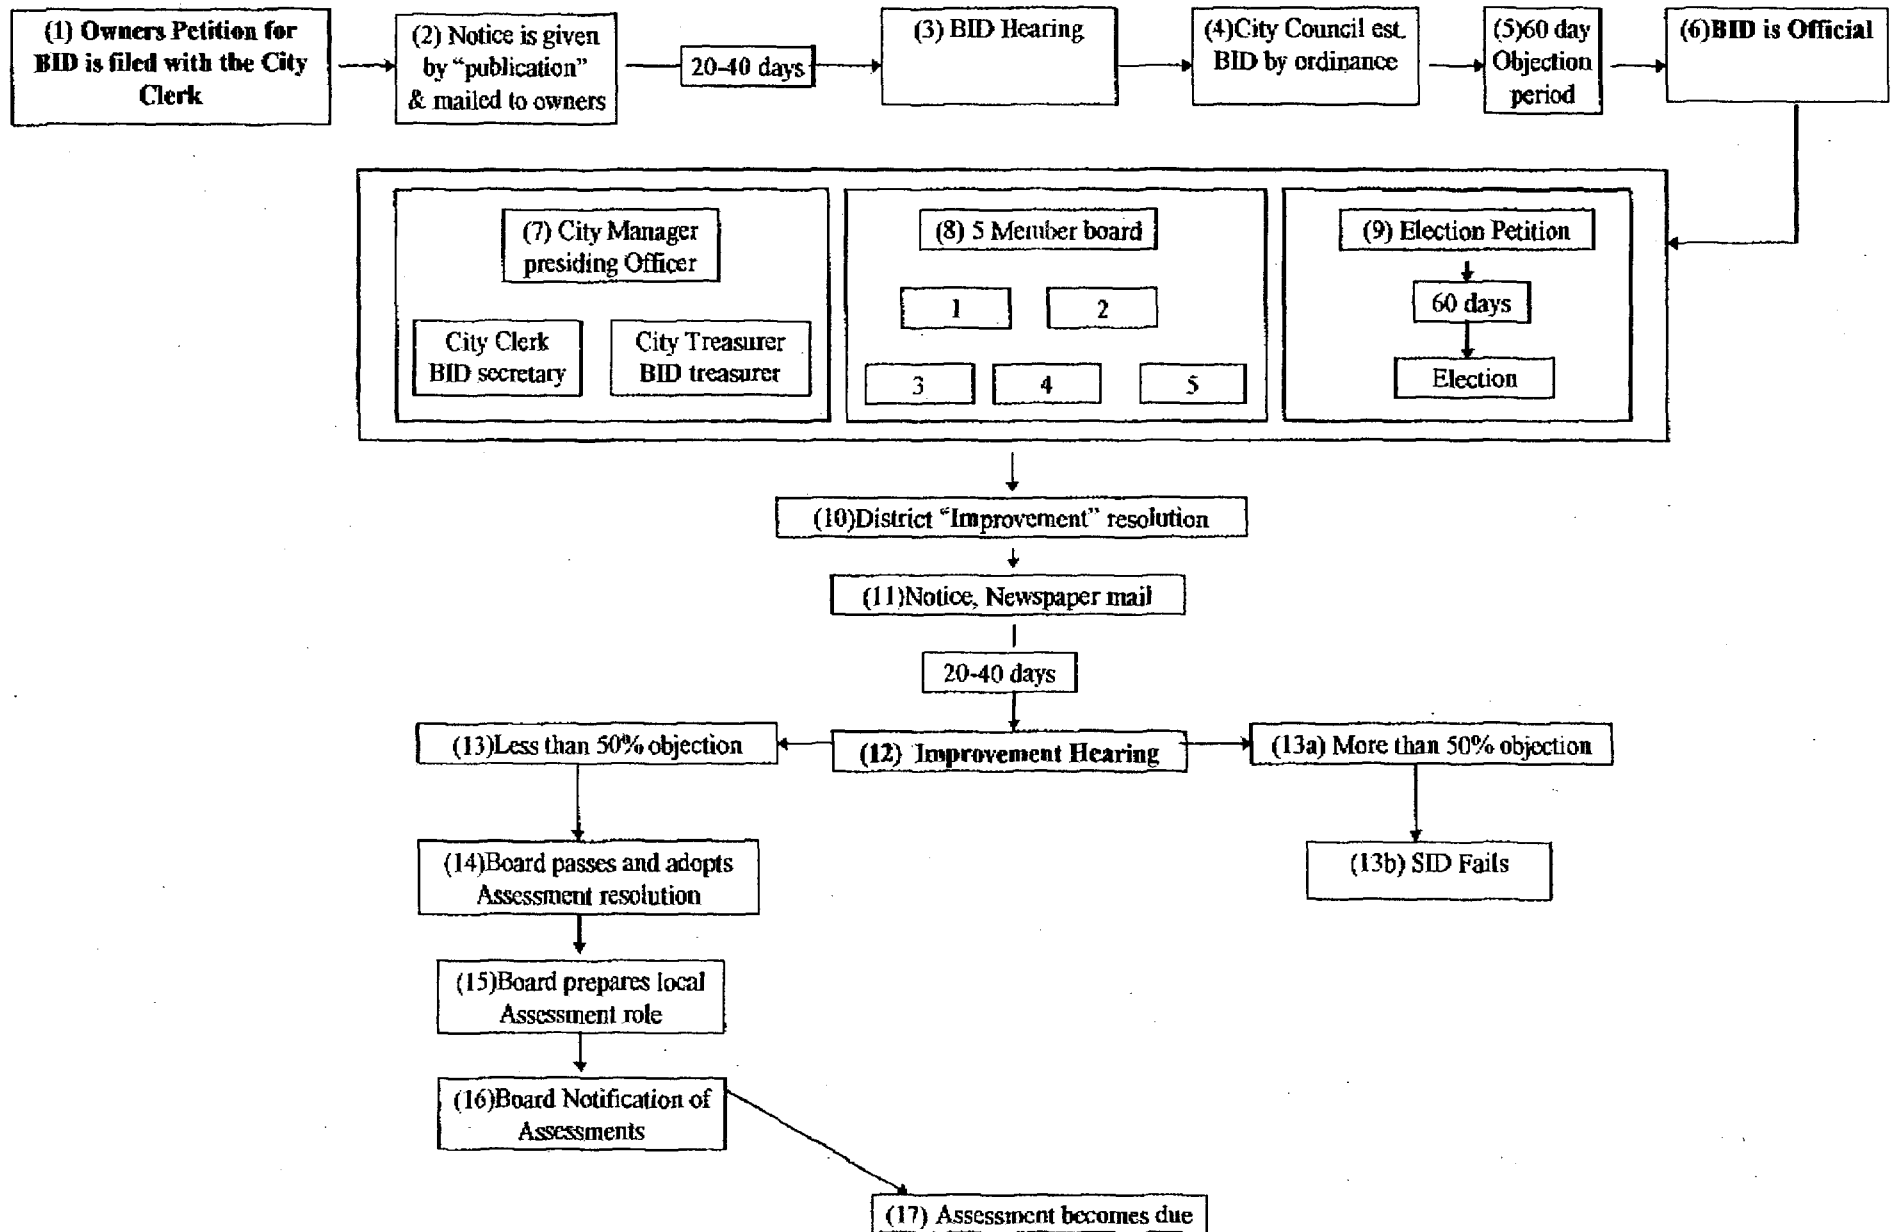 (1) Owners Petition for
BID is filed with the City
Clerk
(2) Notice is given
by "publication"
& mailed to owners
20-40 days
(3) BID Hearing
(4)City Council est.
BID by ordinance
(5)60 day
Objection
period
(6)BID is Official
(7) City Manager
presiding Officer
City Clerk
BID secretary
City Treasurer
BID treasurer
(8) 5 Member board
1
2
3
4
5
(9) Election Petition
60 days
Election
(10)District "Improvement" resolution
(11)Notice, Newspaper mail
20-40 days
(12) Improvement Hearing
(13)Less than 50% objection
(13a) More than 50% objection
(13b) SID Fails
(14)Board passes and adopts
Assessment resolution
(15)Board prepares local
Assessment role
(16)Board Notification of
Assessments
(17) Assessment becomes due